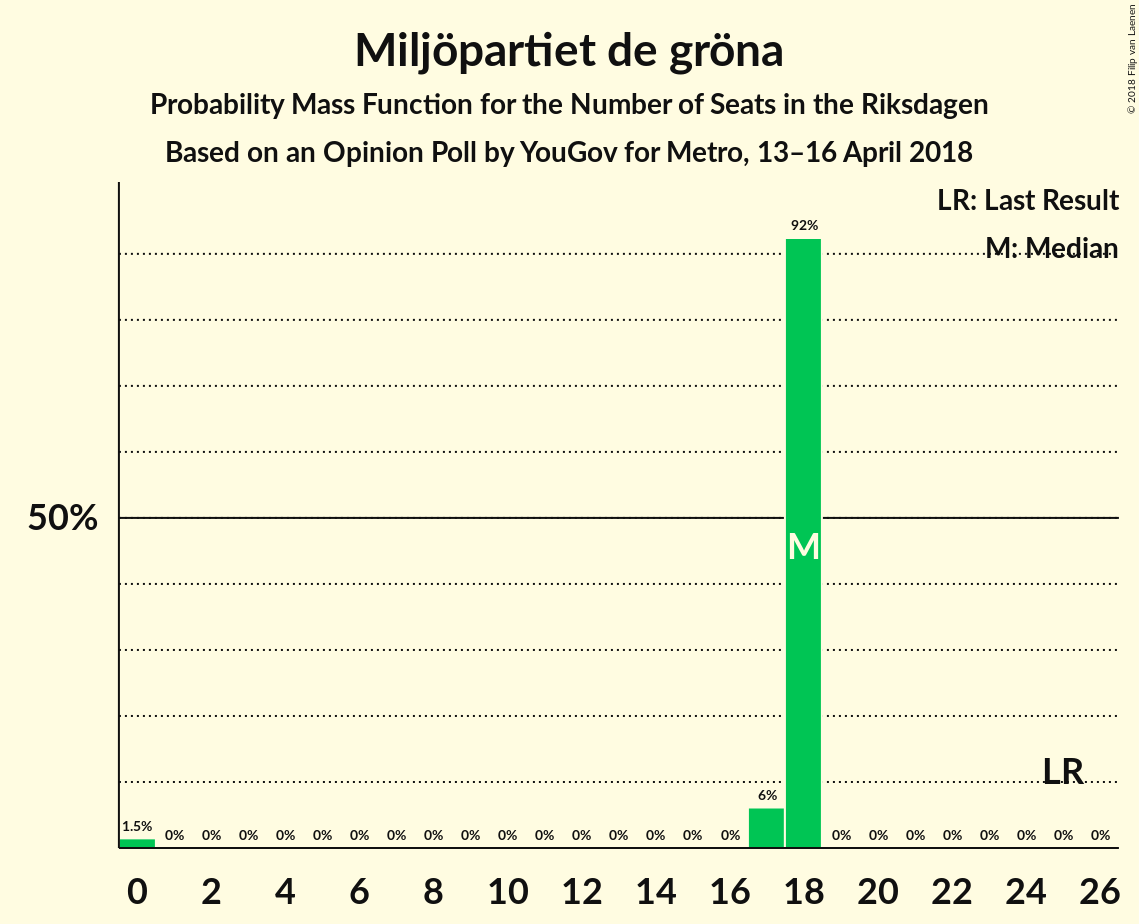 Miljöpartiet de gröna
Probability Mass Function for the Number of Seats in the Riksdagen
Based on an Opinion Poll by YouGov for Metro, 13–16 April 2018
© 2018 Filip van Laenen
LR: Last Result
M: Median
92%
50%
M
LR
6%
1.5% 0% 0% 0% 0% 0% 0% 0% 0% 0% 0% 0% 0% 0% 0% 0% 0% 0% 0% 0% 0% 0% 0% 0% 0%
0 2 4 6 8 10 12 14 16 18 20 22 24 26